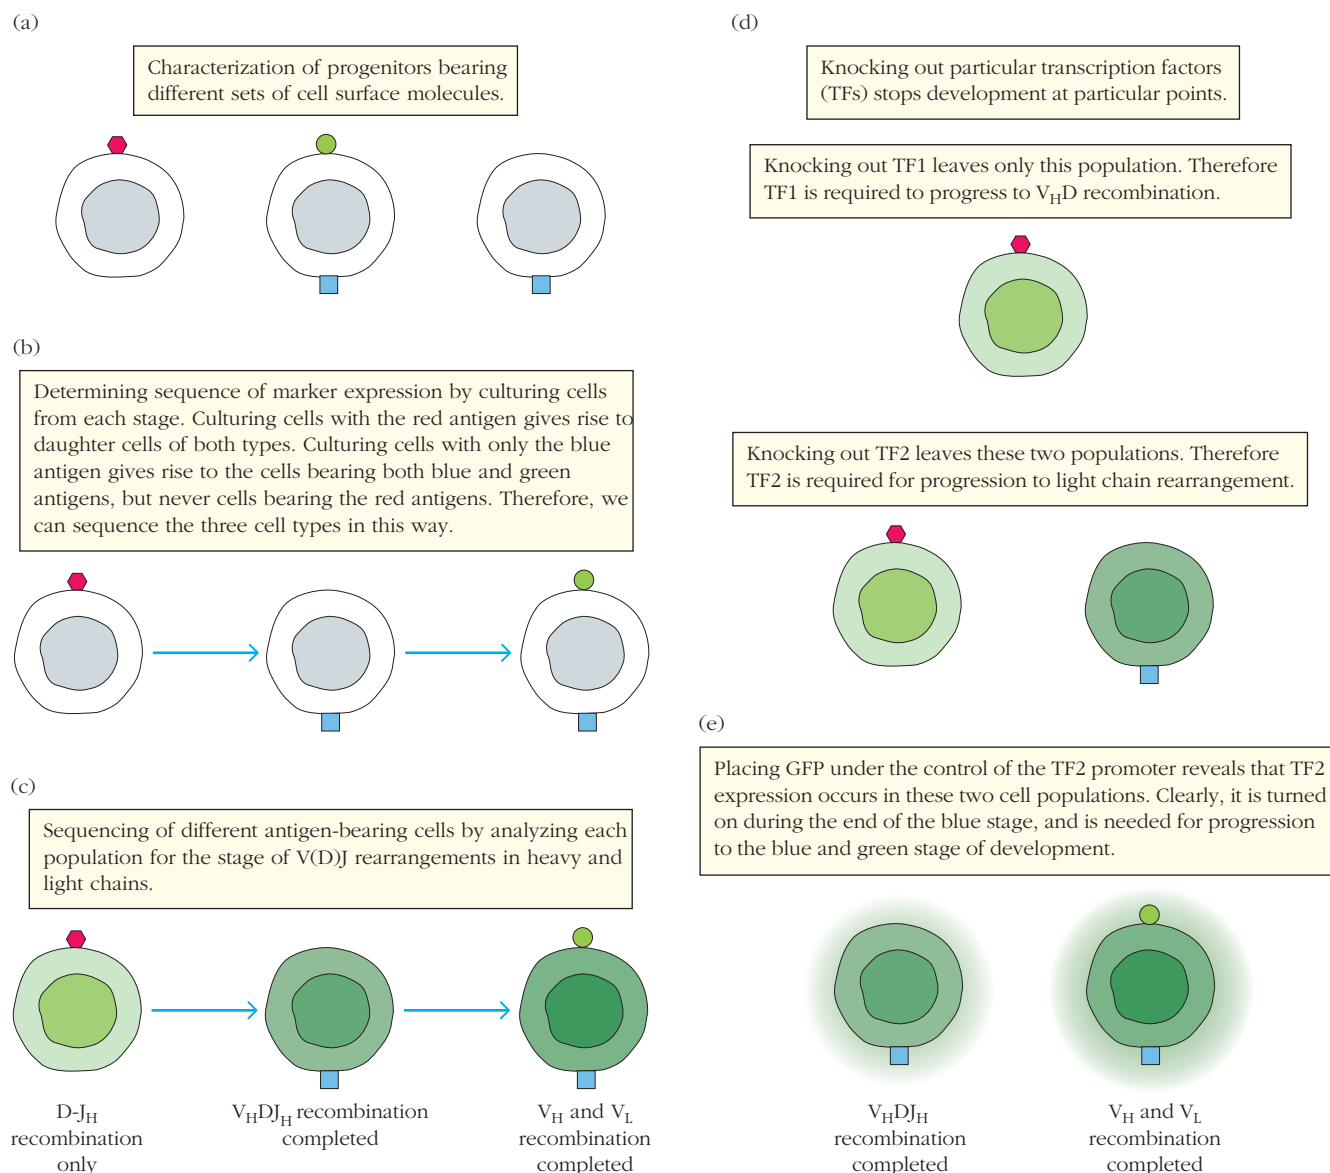 (a)
Characterization of progenitors bearing
different sets of cell surface molecules.
(b)
Determining sequence of marker expression by culturing cells
from each stage. Culturing cells with the red antigen gives rise to
daughter cells of both types. Culturing cells with only the blue
antigen gives rise to the cells bearing both blue and green
antigens, but never cells bearing the red antigens. Therefore, we
can sequence the three cell types in this way.
(c)
Sequencing of different antigen-bearing cells by analyzing each
population for the stage of V(D)J rearrangements in heavy and
light chains.
D-J_H
recombination
only
V_HDJ_H recombination
completed
V_H and V_L
recombination
completed
(d)
Knocking out particular transcription factors
(TFs) stops development at particular points.
Knocking out TF1 leaves only this population. Therefore
TF1 is required to progress to V_HD recombination.
Knocking out TF2 leaves these two populations. Therefore
TF2 is required for progression to light chain rearrangement.
(e)
Placing GFP under the control of the TF2 promoter reveals that TF2
expression occurs in these two cell populations. Clearly, it is turned
on during the end of the blue stage, and is needed for progression
to the blue and green stage of development.
V_HDJ_H
recombination
completed
V_H and V_L
recombination
completed